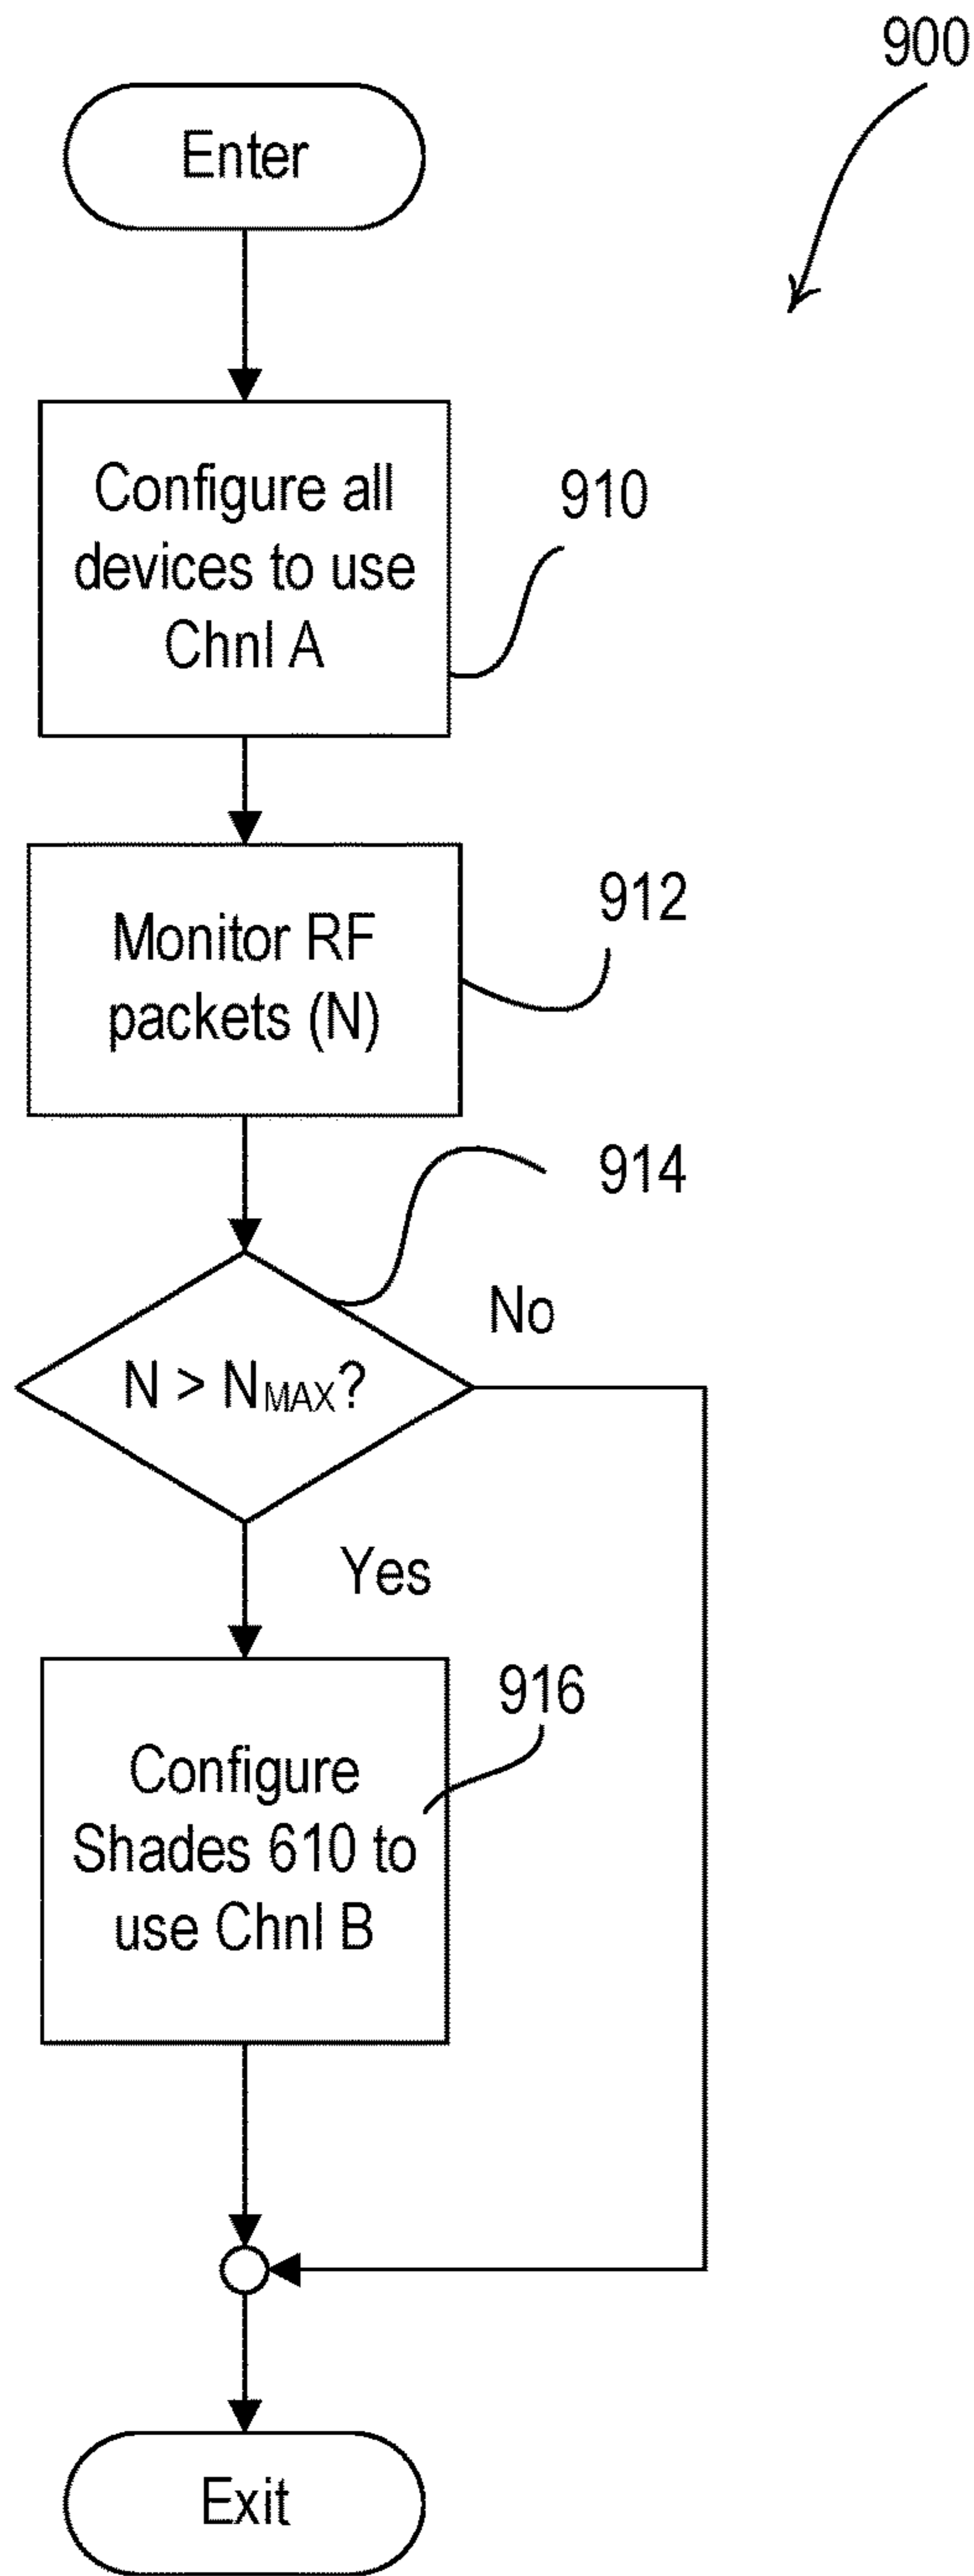 900
Enter
Configure all
devices to use
Chnl A
910
Monitor RF
packets (N)
912
914
N > NMAX?
No
Yes
916
Configure
Shades 610 to
use Chnl B
Exit